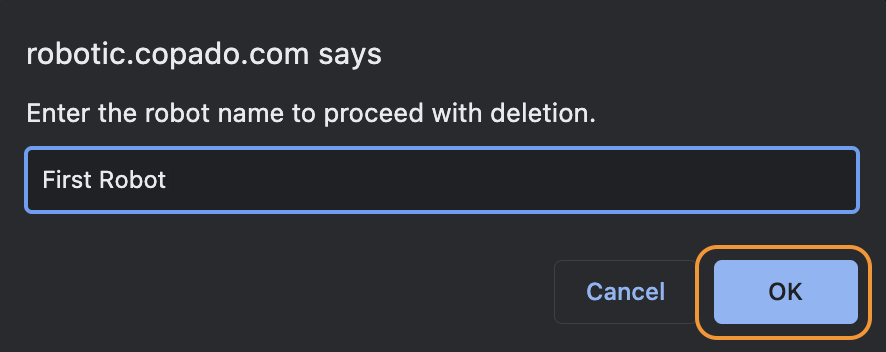 robotic.copado.com says
Enter the robot name to proceed with deletion.
First Robot
Cancel
OK